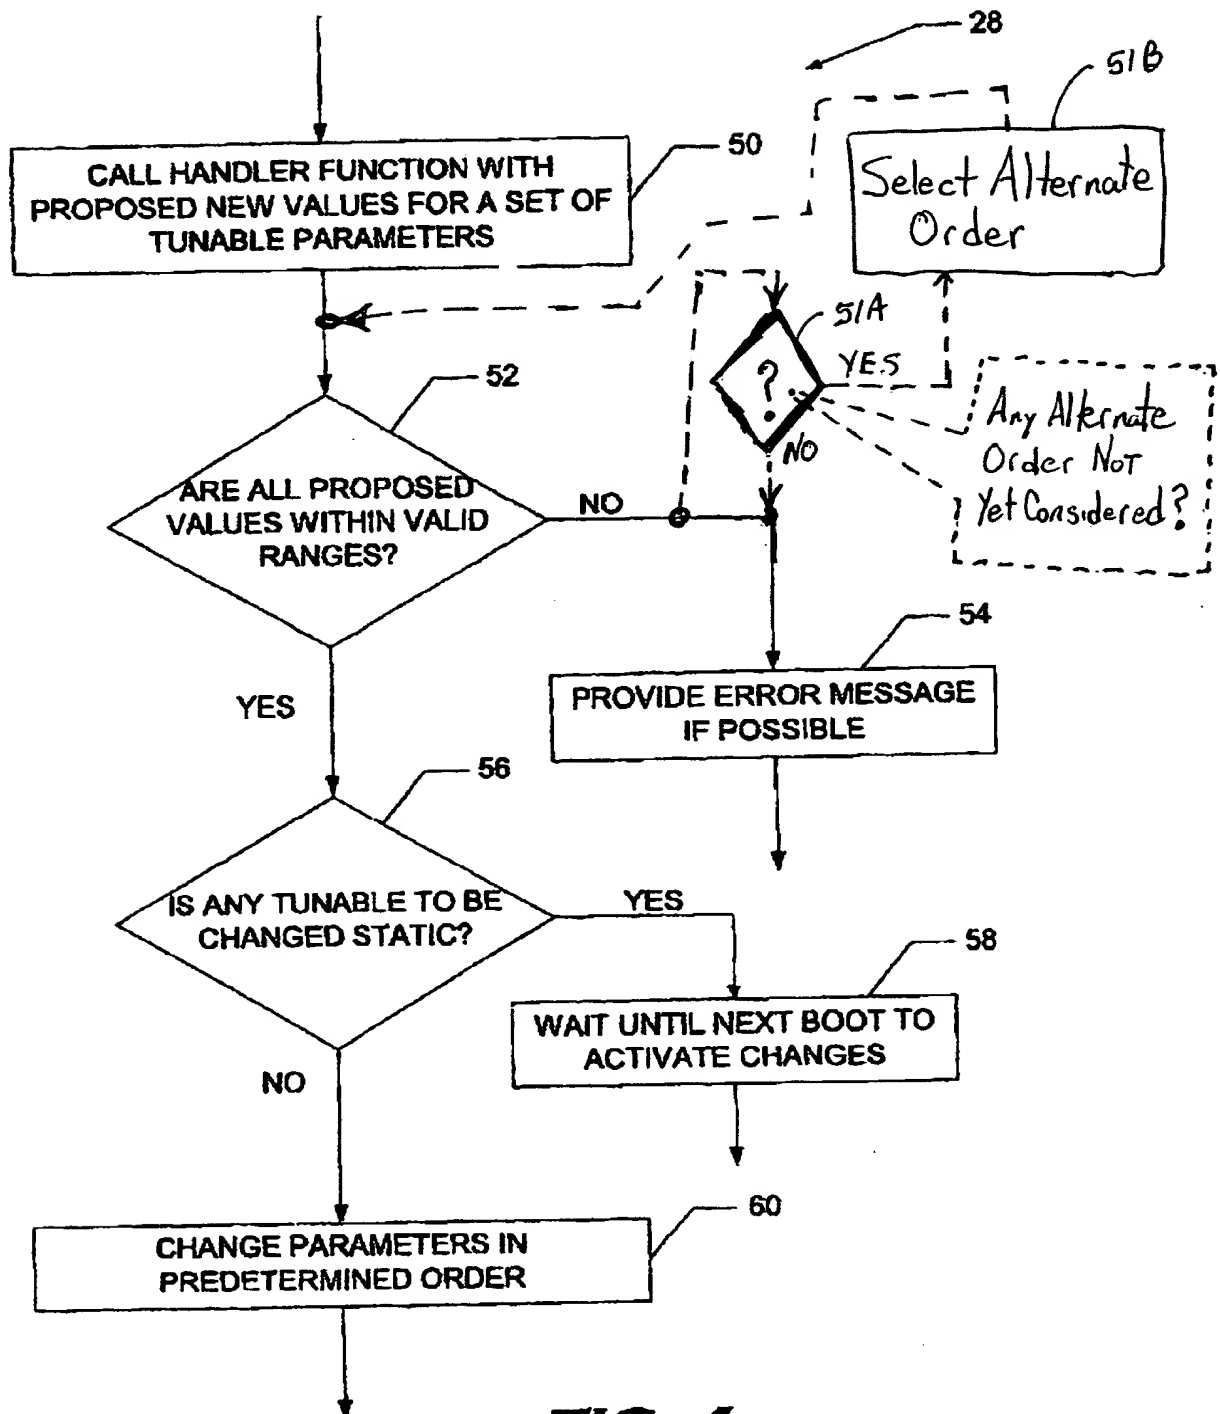 28
51B
CALL HANDLER FUNCTION WITH
PROPOSED NEW VALUES FOR A SET OF
TUNABLE PARAMETERS
50
Select Alternate
Order
51A
?
YES
NO
Any Alternate
Order Not
Yet Considered?
52
ARE ALL PROPOSED
VALUES WITHIN VALID
RANGES?
NO
YES
54
PROVIDE ERROR MESSAGE
IF POSSIBLE
56
IS ANY TUNABLE TO BE
CHANGED STATIC?
YES
NO
58
WAIT UNTIL NEXT BOOT TO
ACTIVATE CHANGES
60
CHANGE PARAMETERS IN
PREDETERMINED ORDER